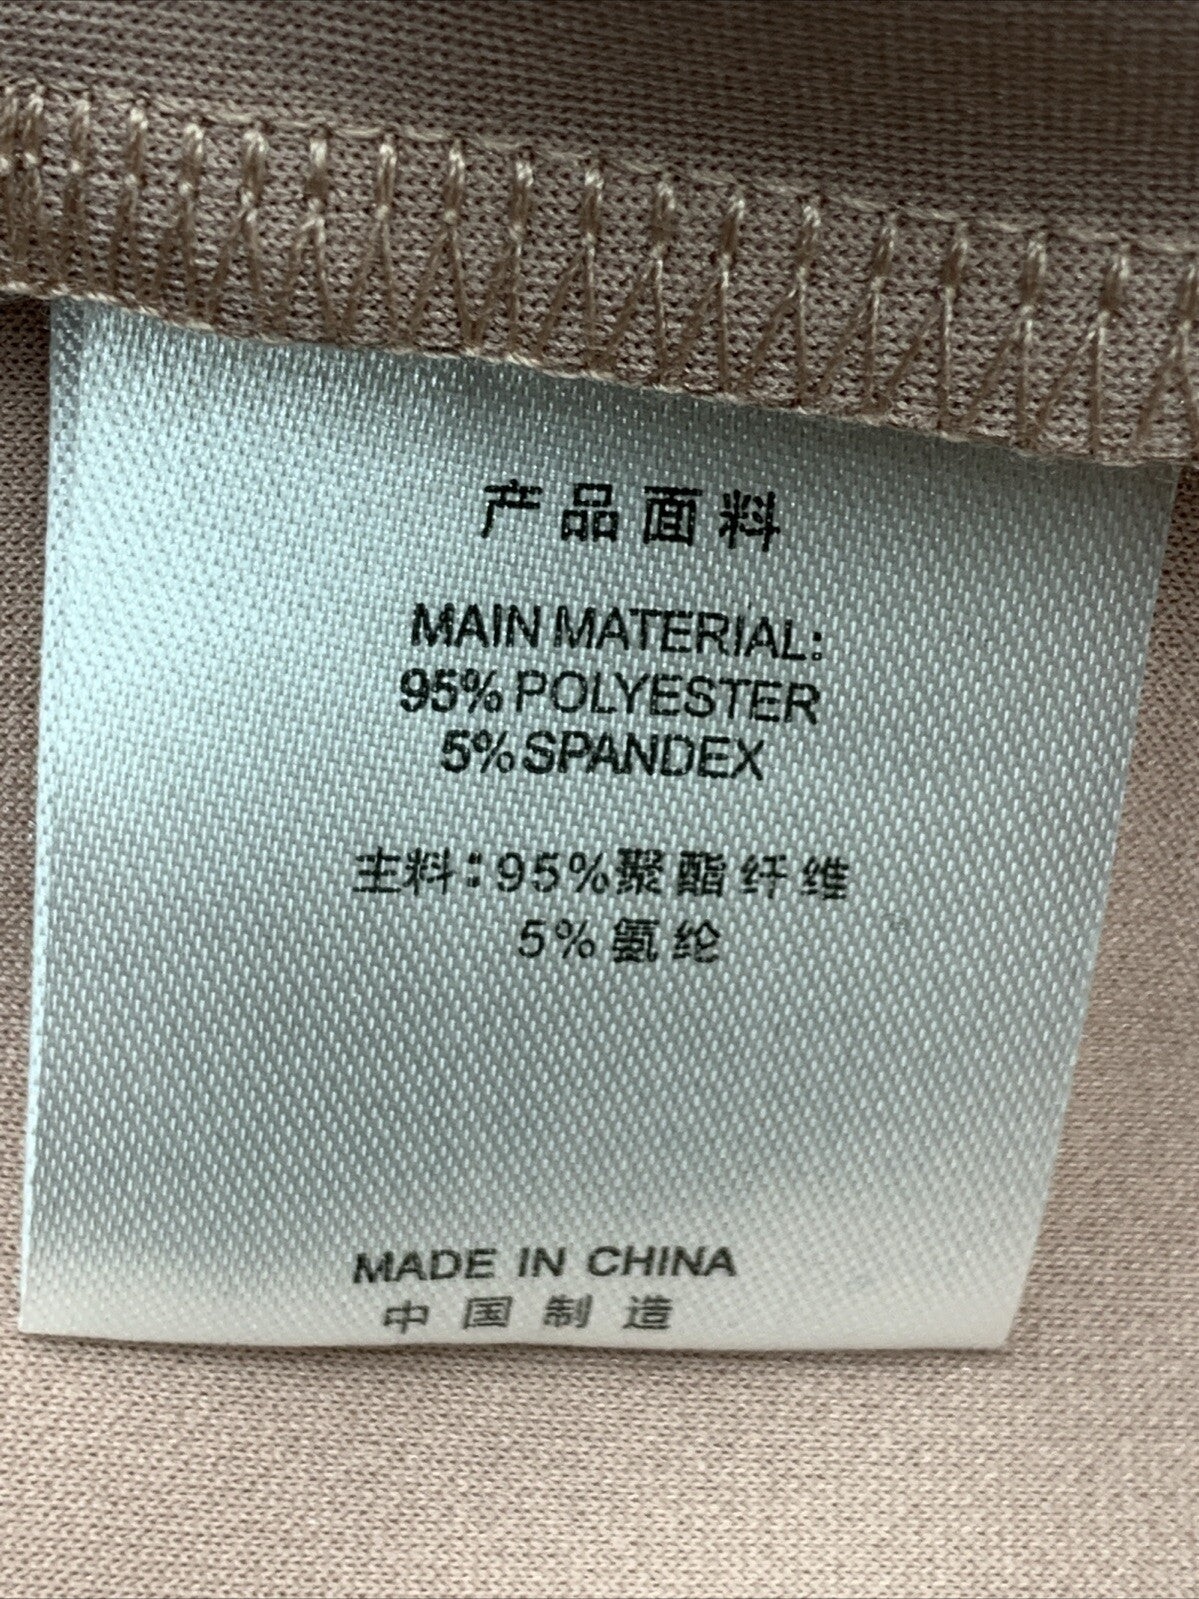 产品面料
MAIN MATERIAL:
95% POLYESTER
5% SPANDEX
主料:95%聚酯纤维
5%氨纶
MADE IN CHINA
中国制造